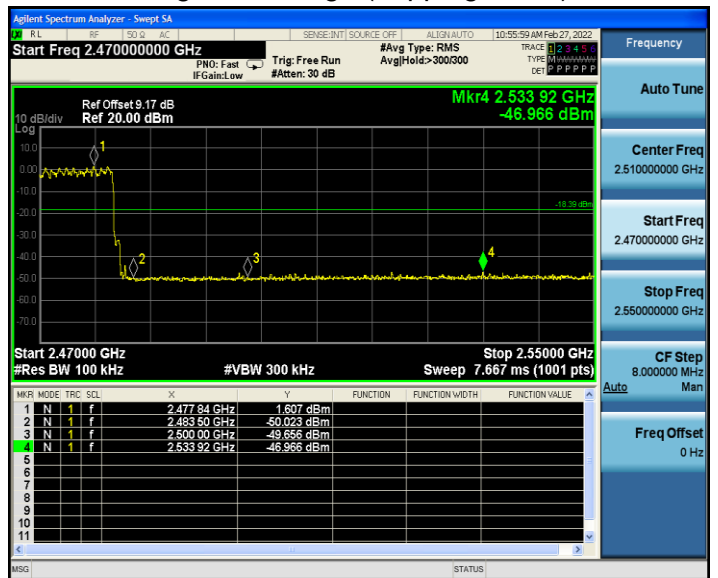 Agilent Spectrum Analyzer - Swept SA
RL RF 50 Ω AC SENSE:INT SOURCE OFF ALIGN AUTO 10:55:59 AM Feb 27, 2022
Start Freq 2.470000000 GHz
PNO: Fast
IFGain:Low
Trig: Free Run
#Atten: 30 dB
#Avg Type: RMS
Avg|Hold:>300/300
TRACE 1 2 3 4 5 6
TYPE M WWWWW
DET P P P P P P
Ref Offset 9.17 dB
10 dB/div Ref 20.00 dBm
Log
Mkr4 2.533 92 GHz
-46.966 dBm
10.0
0.00
-10.0
-20.0
-30.0
-40.0
-50.0
-60.0
-70.0
1
2
3
4
-18.39 dBm
Start 2.47000 GHz Stop 2.55000 GHz
#Res BW 100 kHz #VBW 300 kHz Sweep 7.667 ms (1001 pts)
MKR MODE TRC SCL X Y FUNCTION FUNCTION WIDTH FUNCTION VALUE
1 N 1 f 2.477 84 GHz 1.607 dBm
2 N 1 f 2.483 50 GHz -50.023 dBm
3 N 1 f 2.500 00 GHz -49.656 dBm
4 N 1 f 2.533 92 GHz -46.966 dBm
5
6
7
8
9
10
11
MSG STATUS
Frequency
Auto Tune
Center Freq
2.510000000 GHz
Start Freq
2.470000000 GHz
Stop Freq
2.550000000 GHz
CF Step
8.000000 MHz
Auto Man
Freq Offset
0 Hz